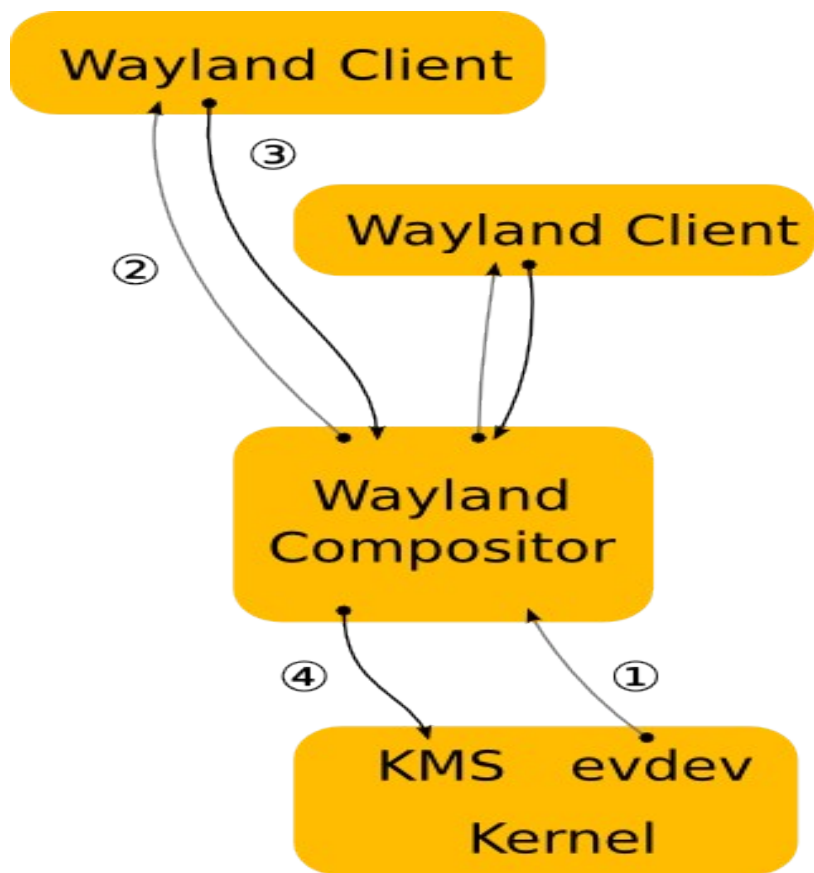 Wayland Client
③
Wayland Client
②
Wayland
Compositor
④ ①
KMS evdev
Kernel